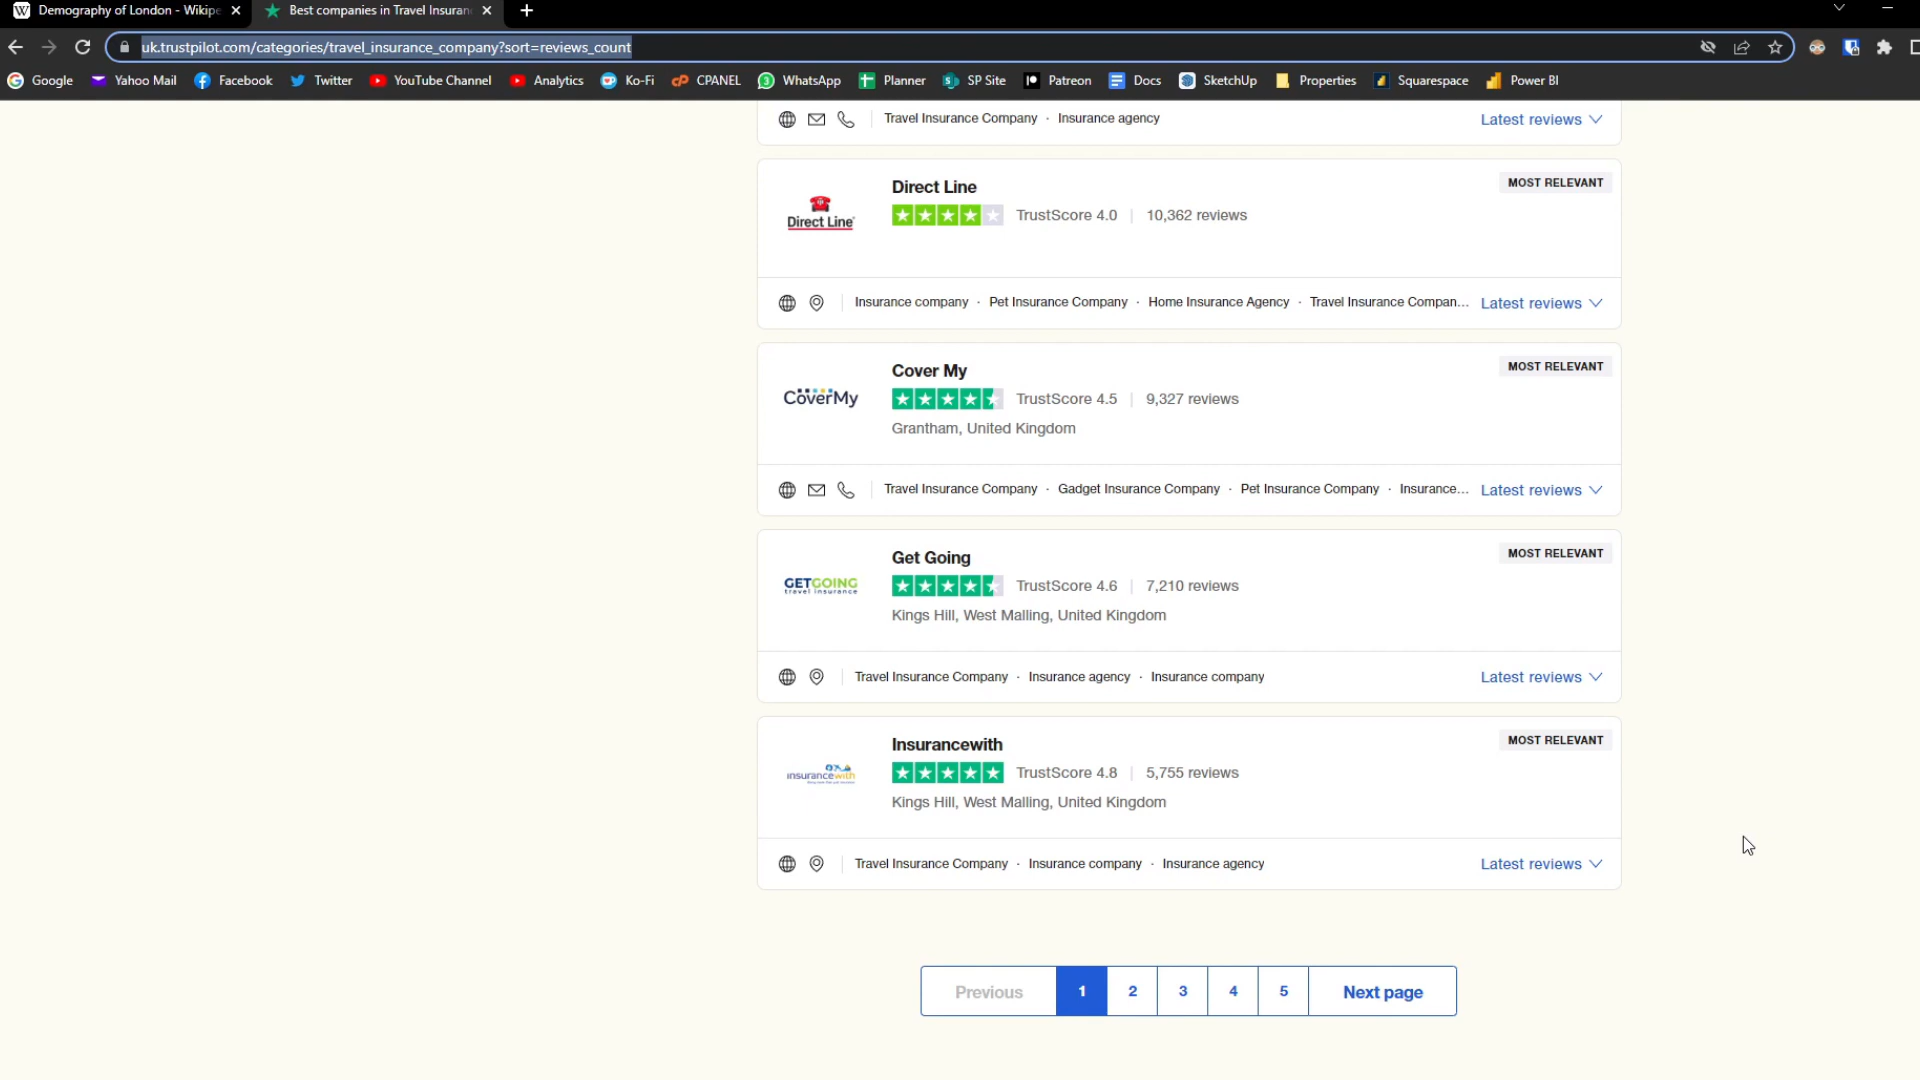 Demography of London - Wikipe
Best companies in Travel Insuran
uk.trustpilot.com/categories/travel_insurance_company?sort=reviews_count
Google Yahoo Mail Facebook Twitter YouTube Channel Analytics Ko-Fi CPANEL WhatsApp Planner SP Site Patreon Docs SketchUp Properties Squarespace Power BI
Travel Insurance Company · Insurance agency Latest reviews
Direct Line MOST RELEVANT
TrustScore 4.0 | 10,362 reviews
Direct Line
Insurance company · Pet Insurance Company · Home Insurance Agency · Travel Insurance Compan... Latest reviews
Cover My MOST RELEVANT
CoverMy TrustScore 4.5 | 9,327 reviews
Grantham, United Kingdom
Travel Insurance Company · Gadget Insurance Company · Pet Insurance Company · Insurance... Latest reviews
Get Going MOST RELEVANT
GETGOING TrustScore 4.6 | 7,210 reviews
travel insurance
Kings Hill, West Malling, United Kingdom
Travel Insurance Company · Insurance agency · Insurance company Latest reviews
Insurancewith MOST RELEVANT
insurancewith TrustScore 4.8 | 5,755 reviews
Kings Hill, West Malling, United Kingdom
Travel Insurance Company · Insurance company · Insurance agency Latest reviews
Previous 1 2 3 4 5 Next page